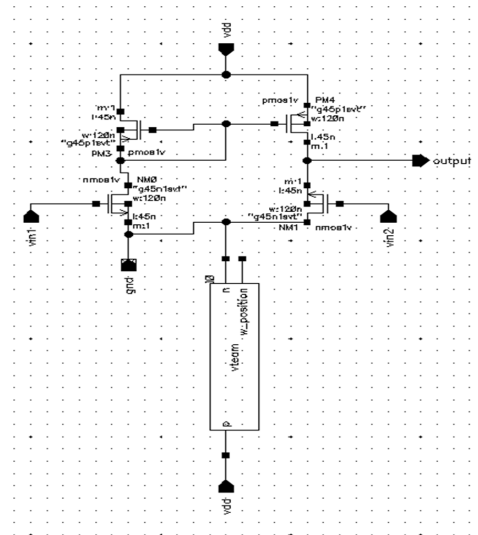 vdd
m:1
l:45n
w:120n
"g45p1svt"
PM3
pmos1v
pmos1v
PM4
"g45p1svt"
w:120n
l:45n
m:1
output
nmos1v
NM0
"g45n1svt"
w:120n
l:45n
m:1
vin1
m:1
l:45n
w:120n
"g45n1svt"
NM1
nmos1v
vin2
gnd
n
w_position
vteam
p
vdd